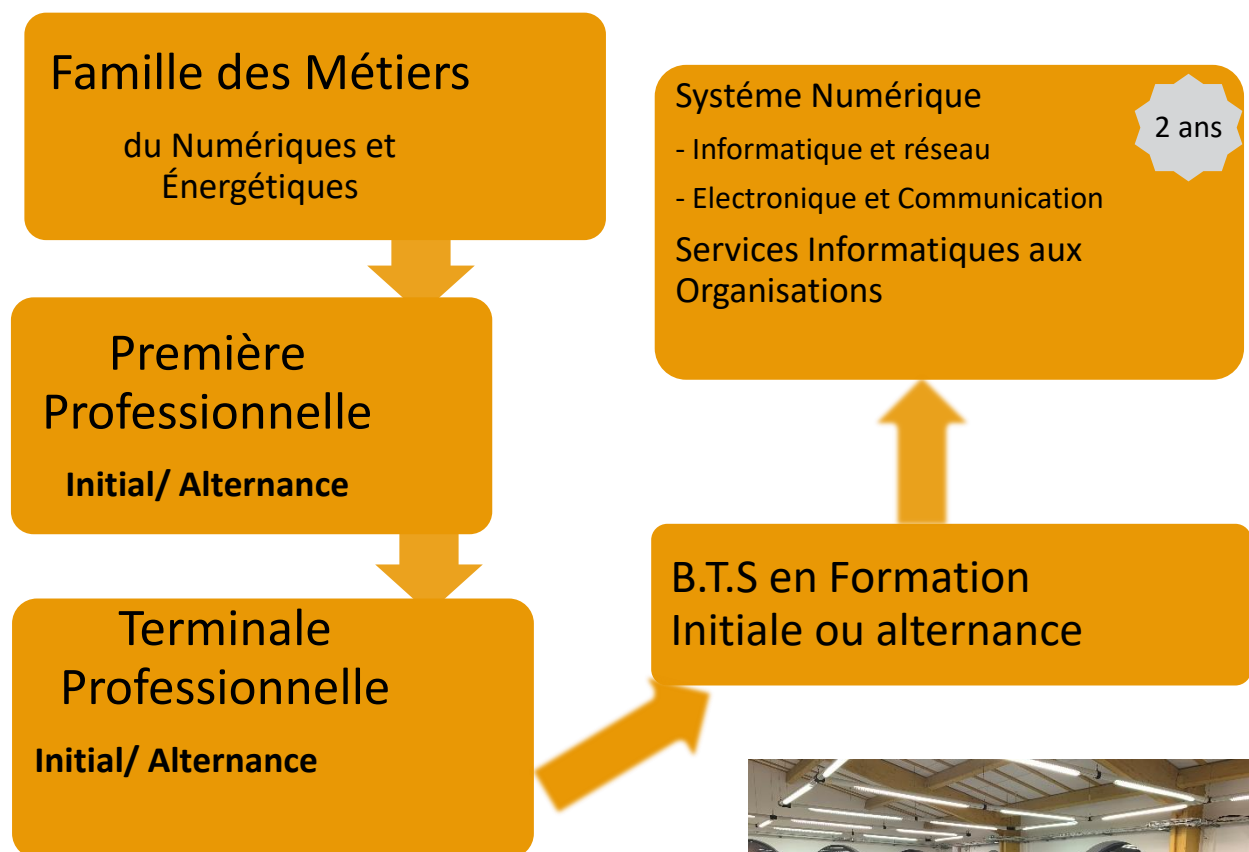 Famille des Métiers
du Numériques et
Énergétiques
Première
Professionnelle
Initial/ Alternance
Terminale
Professionnelle
Initial/ Alternance
B.T.S en Formation
Initiale ou alternance
Systéme Numérique
- Informatique et réseau
- Electronique et Communication
Services Informatiques aux
Organisations
2 ans